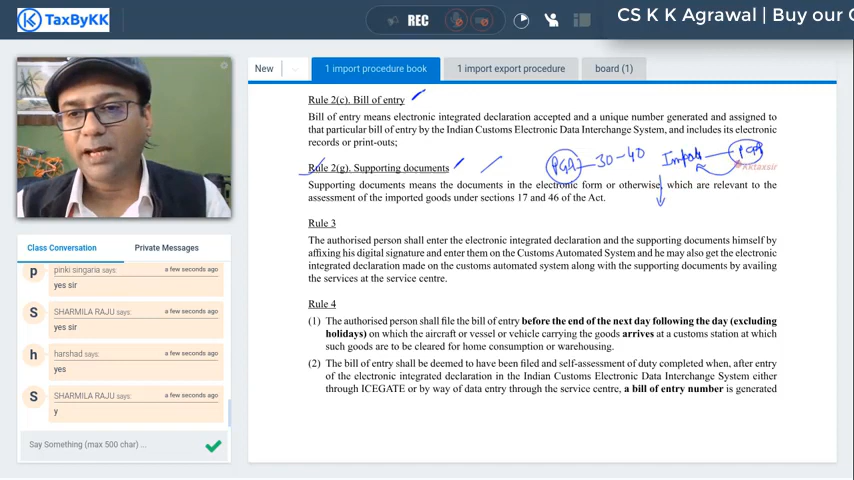 TaxByKK
REC
CS K K Agrawal | Buy our C
New
1 import procedure book
1 import export procedure
board (1)
Rule 2(c). Bill of entry
Bill of entry means electronic integrated declaration accepted and a unique number generated and assigned to
that particular bill of entry by the Indian Customs Electronic Data Interchange System, and includes its electronic
records or print-outs;
PGA 30-40 Import PGA
Aktaxsir
Rule 2(g). Supporting documents
Supporting documents means the documents in the electronic form or otherwise, which are relevant to the
assessment of the imported goods under sections 17 and 46 of the Act.
Rule 3
The authorised person shall enter the electronic integrated declaration and the supporting documents himself by
affixing his digital signature and enter them on the Customs Automated System and he may also get the electronic
integrated declaration made on the customs automated system along with the supporting documents by availing
the services at the service centre.
Rule 4
(1) The authorised person shall file the bill of entry before the end of the next day following the day (excluding
holidays) on which the aircraft or vessel or vehicle carrying the goods arrives at a customs station at which
such goods are to be cleared for home consumption or warehousing.
(2) The bill of entry shall be deemed to have been filed and self-assessment of duty completed when, after entry
of the electronic integrated declaration in the Indian Customs Electronic Data Interchange System either
through ICEGATE or by way of data entry through the service centre, a bill of entry number is generated
Class Conversation
Private Messages
p
pinki singaria says:
a few seconds ago
yes sir
S
SHARMILA RAJU says:
a few seconds ago
yes sir
h
harshad says:
a few seconds ago
yes
S
SHARMILA RAJU says:
a few seconds ago
y
Say Something (max 500 char) ...